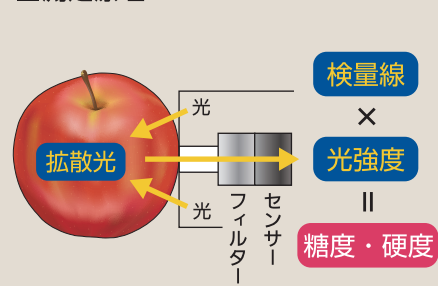 検量線
×
光
拡散光
光強度
光
=
フィルター
センサー
糖度・硬度